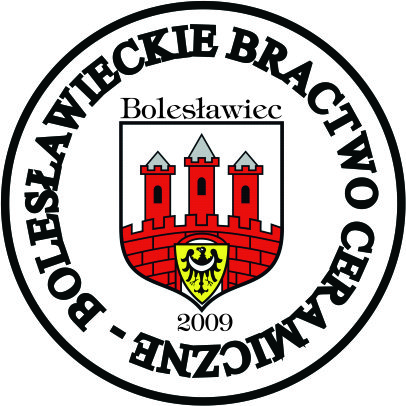 BOLESŁAWIECKIE BRACTWO CERAMICZNE -
Bolesławiec
2009